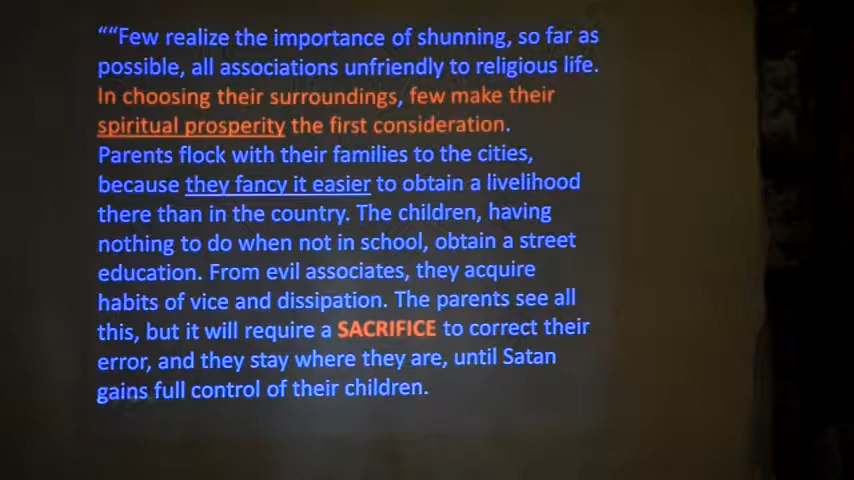 ““Few realize the importance of shunning, so far as
possible, all associations unfriendly to religious life.
In choosing their surroundings, few make their
spiritual prosperity the first consideration.
Parents flock with their families to the cities,
because they fancy it easier to obtain a livelihood
there than in the country. The children, having
nothing to do when not in school, obtain a street
education. From evil associates, they acquire
habits of vice and dissipation. The parents see all
this, but it will require a SACRIFICE to correct their
error, and they stay where they are, until Satan
gains full control of their children.